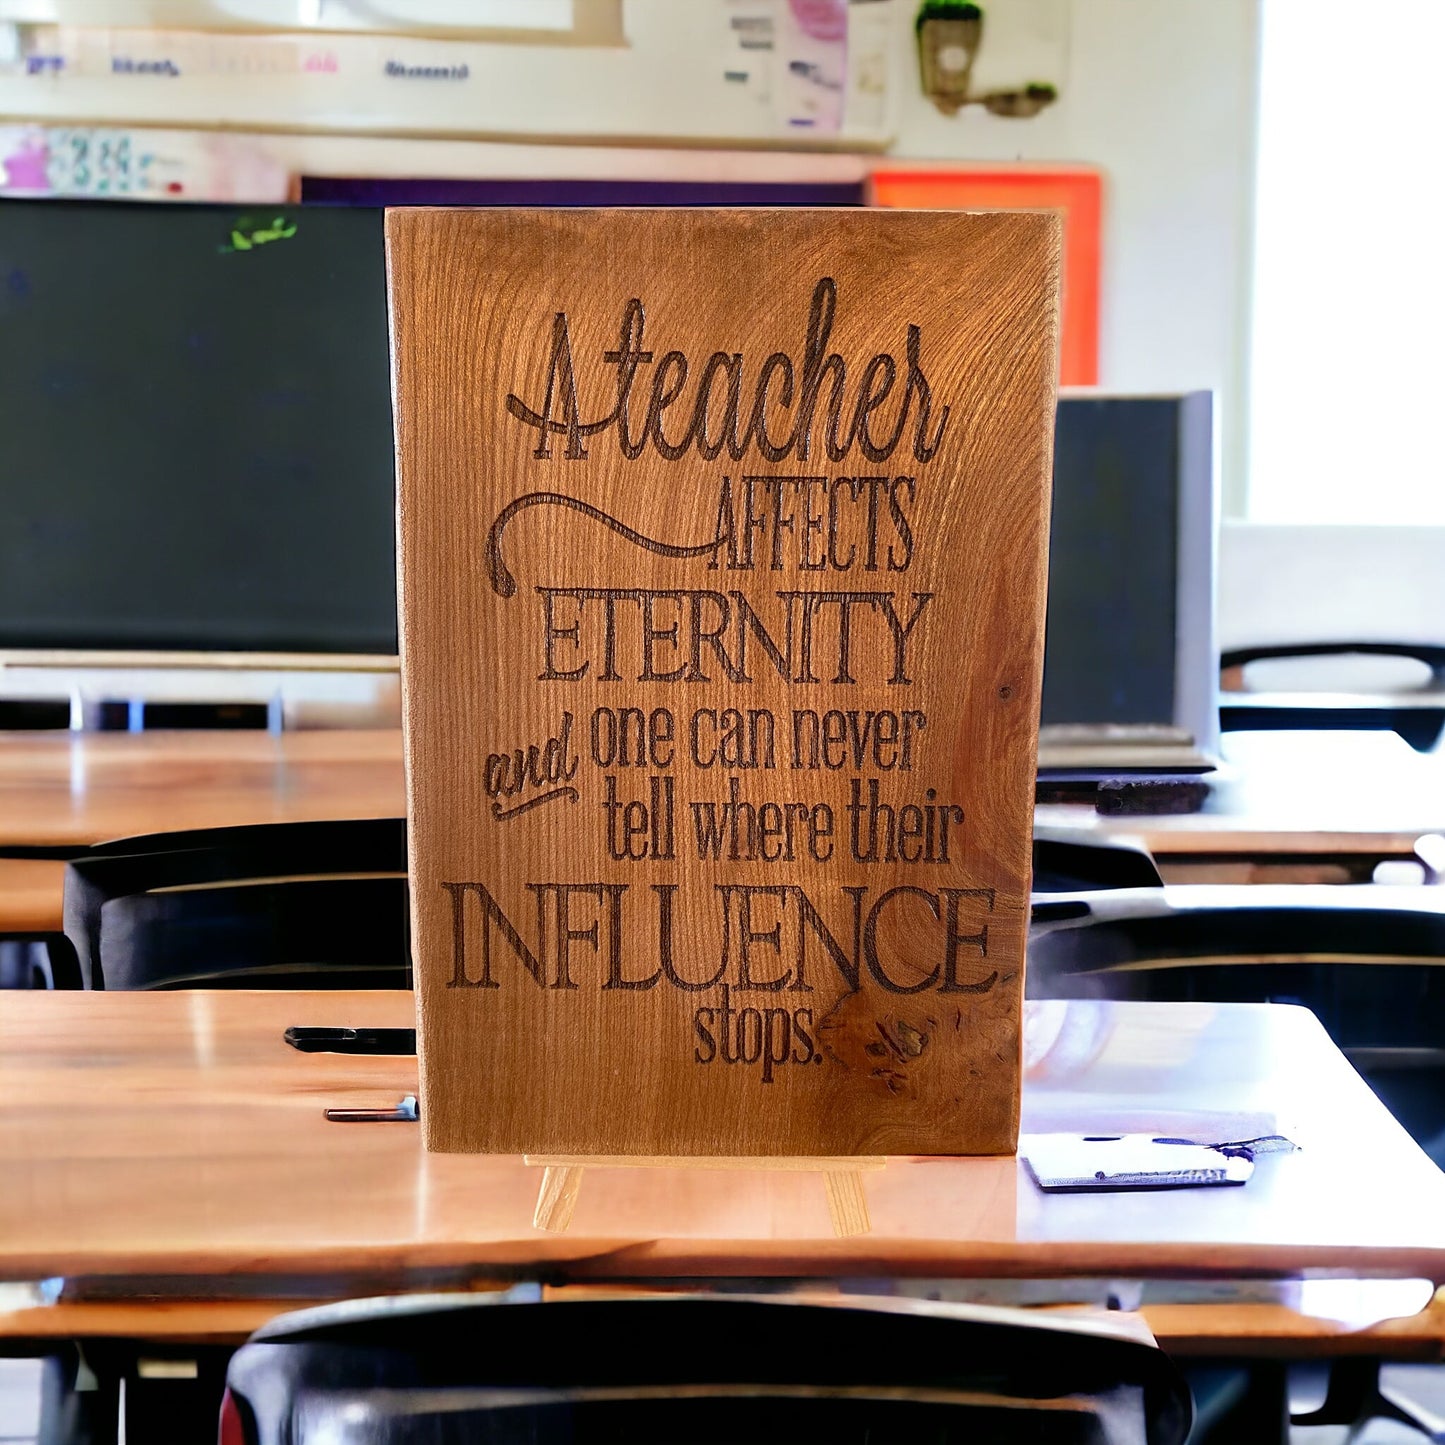 A teacher
AFFECTS
ETERNITY
and one can never
tell where their
INFLUENCE
stops.